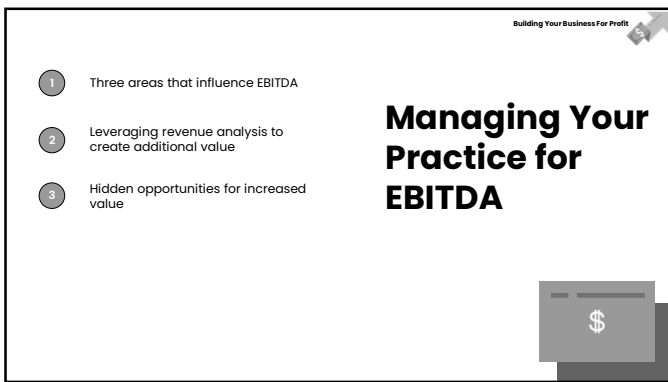 Building Your Business For Profit
$
1
Three areas that influence EBITDA
2
Leveraging revenue analysis to
create additional value
3
Hidden opportunities for increased
value
Managing Your
Practice for
EBITDA
$